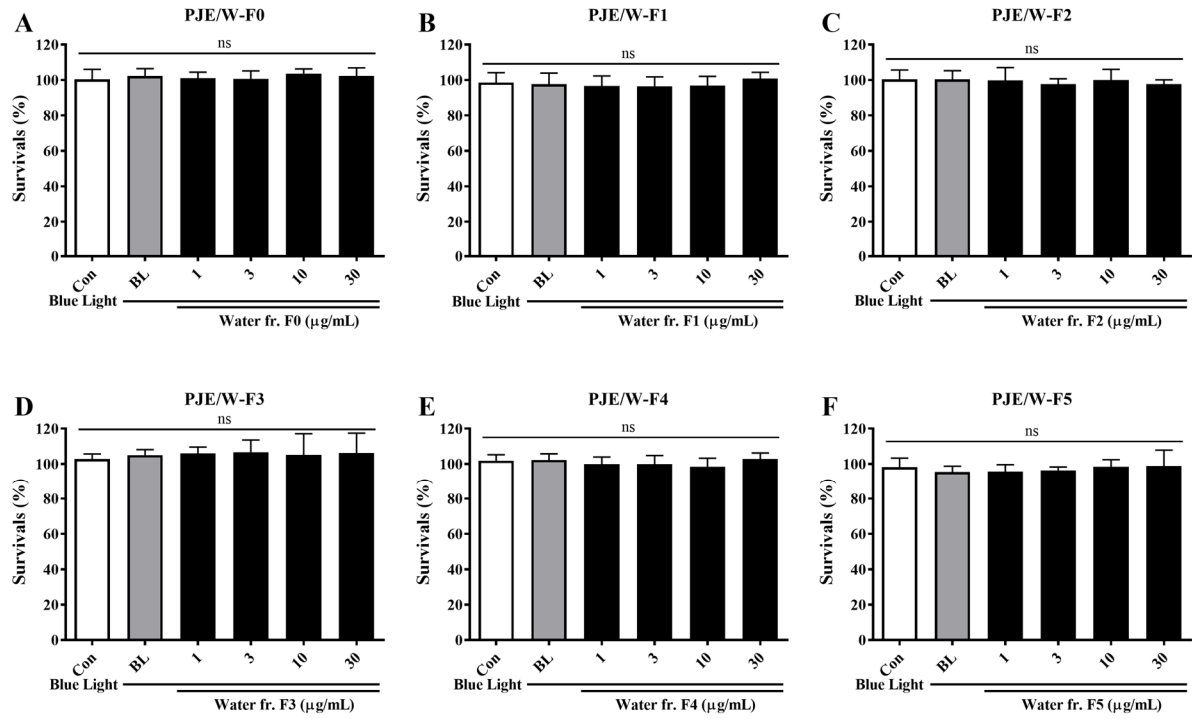 A
PJE/W-F0
ns
Survivals (%)
120
100
80
60
40
20
0
Con
BL
1
3
10
30
Blue Light
Water fr. F0 (μg/mL)
B
PJE/W-F1
ns
Survivals (%)
120
100
80
60
40
20
0
Con
BL
1
3
10
30
Blue Light
Water fr. F1 (μg/mL)
C
PJE/W-F2
ns
Survivals (%)
120
100
80
60
40
20
0
Con
BL
1
3
10
30
Blue Light
Water fr. F2 (μg/mL)
D
PJE/W-F3
ns
Survivals (%)
120
100
80
60
40
20
0
Con
BL
1
3
10
30
Blue Light
Water fr. F3 (μg/mL)
E
PJE/W-F4
ns
Survivals (%)
120
100
80
60
40
20
0
Con
BL
1
3
10
30
Blue Light
Water fr. F4 (μg/mL)
F
PJE/W-F5
ns
Survivals (%)
120
100
80
60
40
20
0
Con
BL
1
3
10
30
Blue Light
Water fr. F5 (μg/mL)